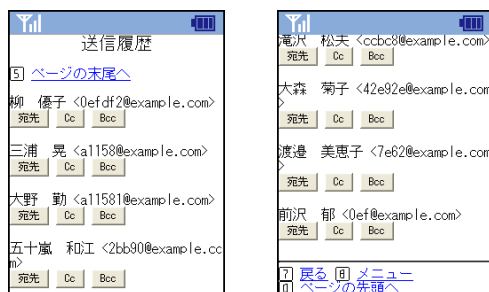 送信履歴
5 ページの末尾へ
柳 優子 <0efdf2@example.com>
宛先 Cc Bcc
三浦 晃 <a1158@example.com>
宛先 Cc Bcc
大野 勤 <a11581@example.com>
宛先 Cc Bcc
五十嵐 和江 <2bb90@example.co
m>
宛先 Cc Bcc
滝沢 松夫 <ccbc8@example.com>
宛先 Cc Bcc
大森 菊子 <42e92e@example.com
>
宛先 Cc Bcc
渡邉 美恵子 <7e62@example.com
>
宛先 Cc Bcc
前沢 郁 <0ef@example.com>
宛先 Cc Bcc
7 戻る 8 メニュー
0 ページの先頭へ